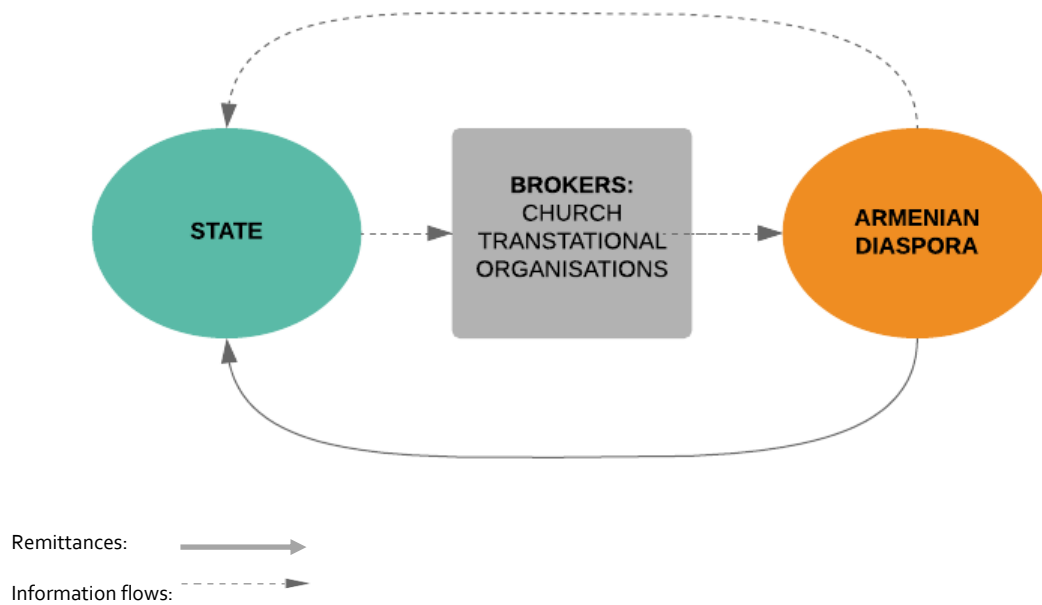 STATE
BROKERS:
CHURCH
TRANSTATIONAL
ORGANISATIONS
ARMENIAN
DIASPORA
Remittances:
Information flows: